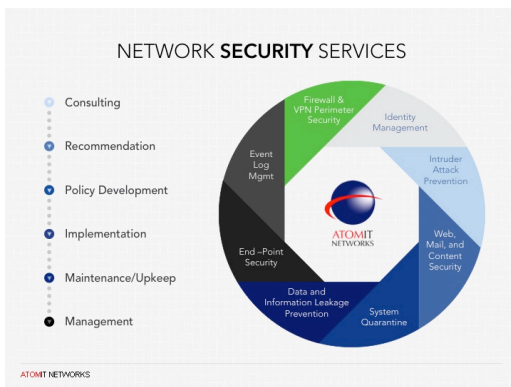 NETWORK SECURITY SERVICES
Consulting
Recommendation
Policy Development
Implementation
Maintenance/Upkeep
Management
Firewall &
VPN Perimeter
Security
Identity
Management
Intruder
Attack
Prevention
Web,
Mail, and
Content
Security
System
Quarantine
Data and
Information Leakage
Prevention
End –Point
Security
Event
Log
Mgmt
ATOMIT
NETWORKS
ATOMIT NETWORKS